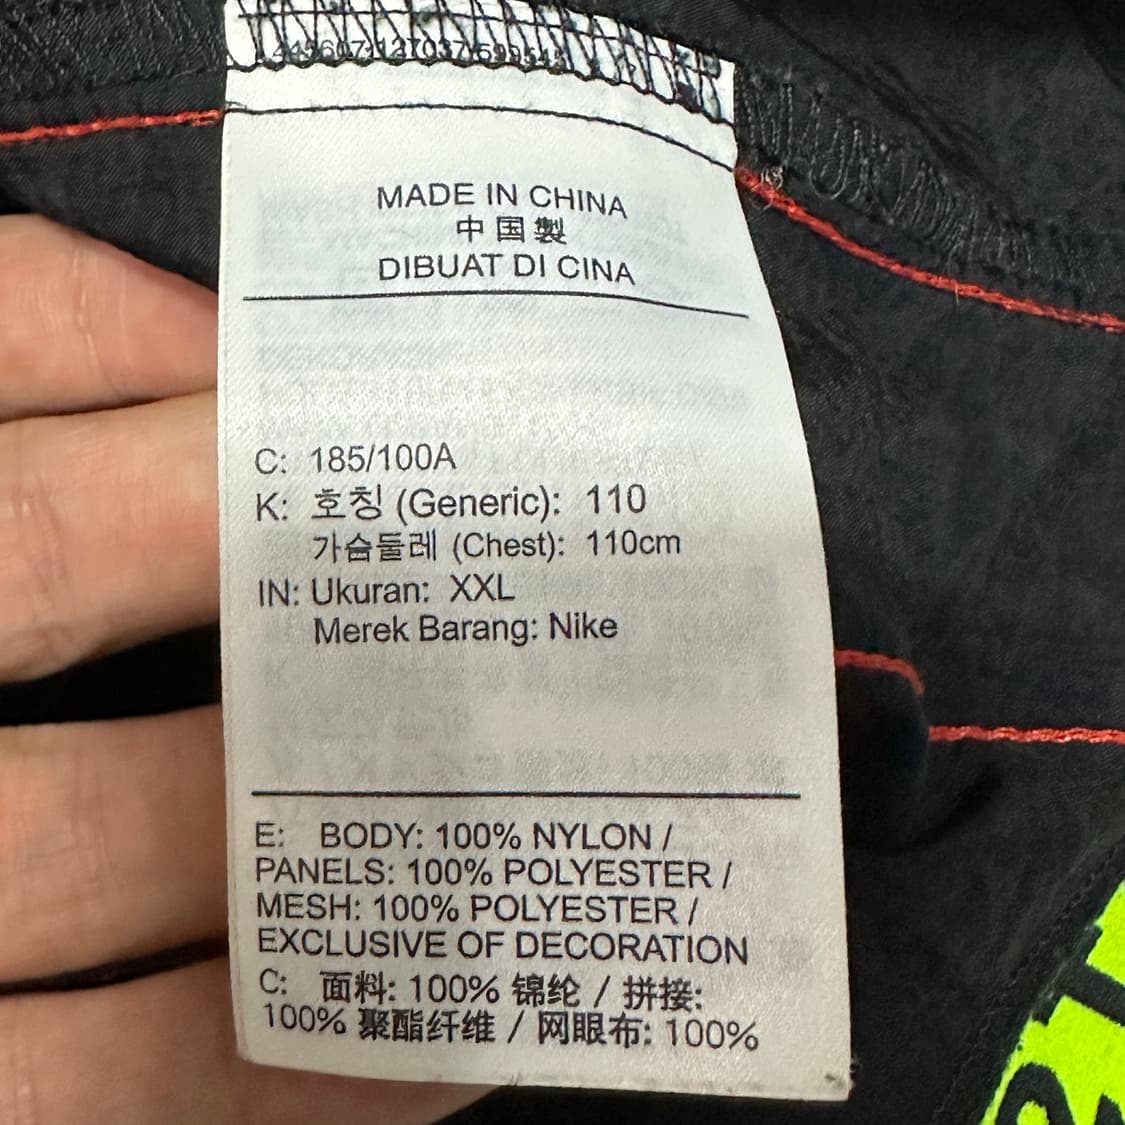 MADE IN CHINA
中国製
DIBUAT DI CINA
C: 185/100A
K: 호칭 (Generic): 110
가슴둘레 (Chest): 110cm
IN: Ukuran: XXL
Merek Barang: Nike
E: BODY: 100% NYLON /
PANELS: 100% POLYESTER /
MESH: 100% POLYESTER /
EXCLUSIVE OF DECORATION
C: 面料: 100% 锦纶 / 拼接:
100% 聚酯纤维 / 网眼布: 100%